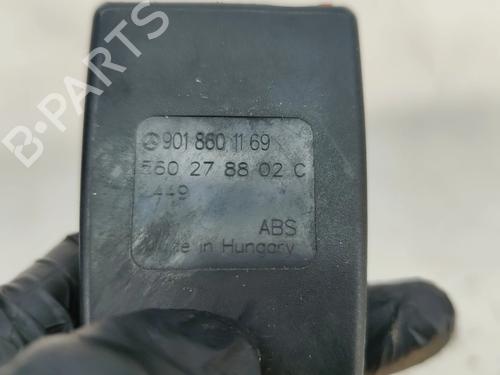 901 860 11 69
560 27 88 02 C
449
ABS
Made in Hungary
B-PARTS